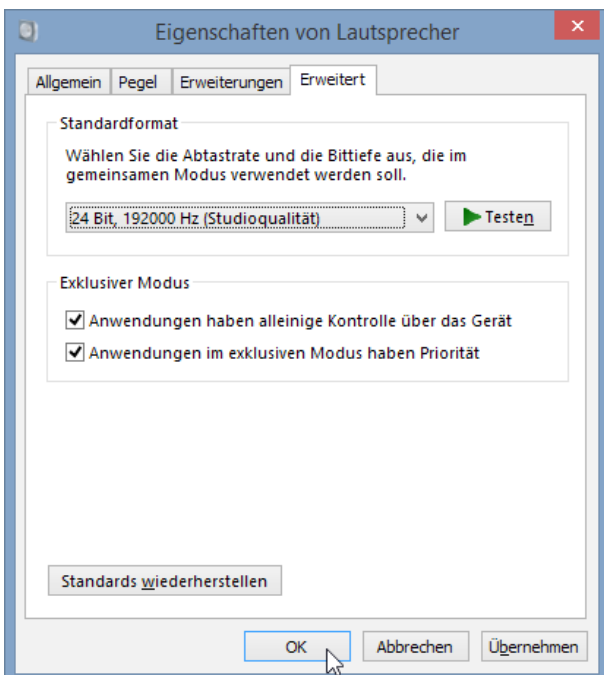 Eigenschaften von Lautsprecher
Allgemein Pegel Erweiterungen Erweitert
Standardformat
Wählen Sie die Abtastrate und die Bittiefe aus, die im
gemeinsamen Modus verwendet werden soll.
24 Bit, 192000 Hz (Studioqualität) Testen
Exklusiver Modus
Anwendungen haben alleinige Kontrolle über das Gerät
Anwendungen im exklusiven Modus haben Priorität
Standards wiederherstellen
OK Abbrechen Übernehmen